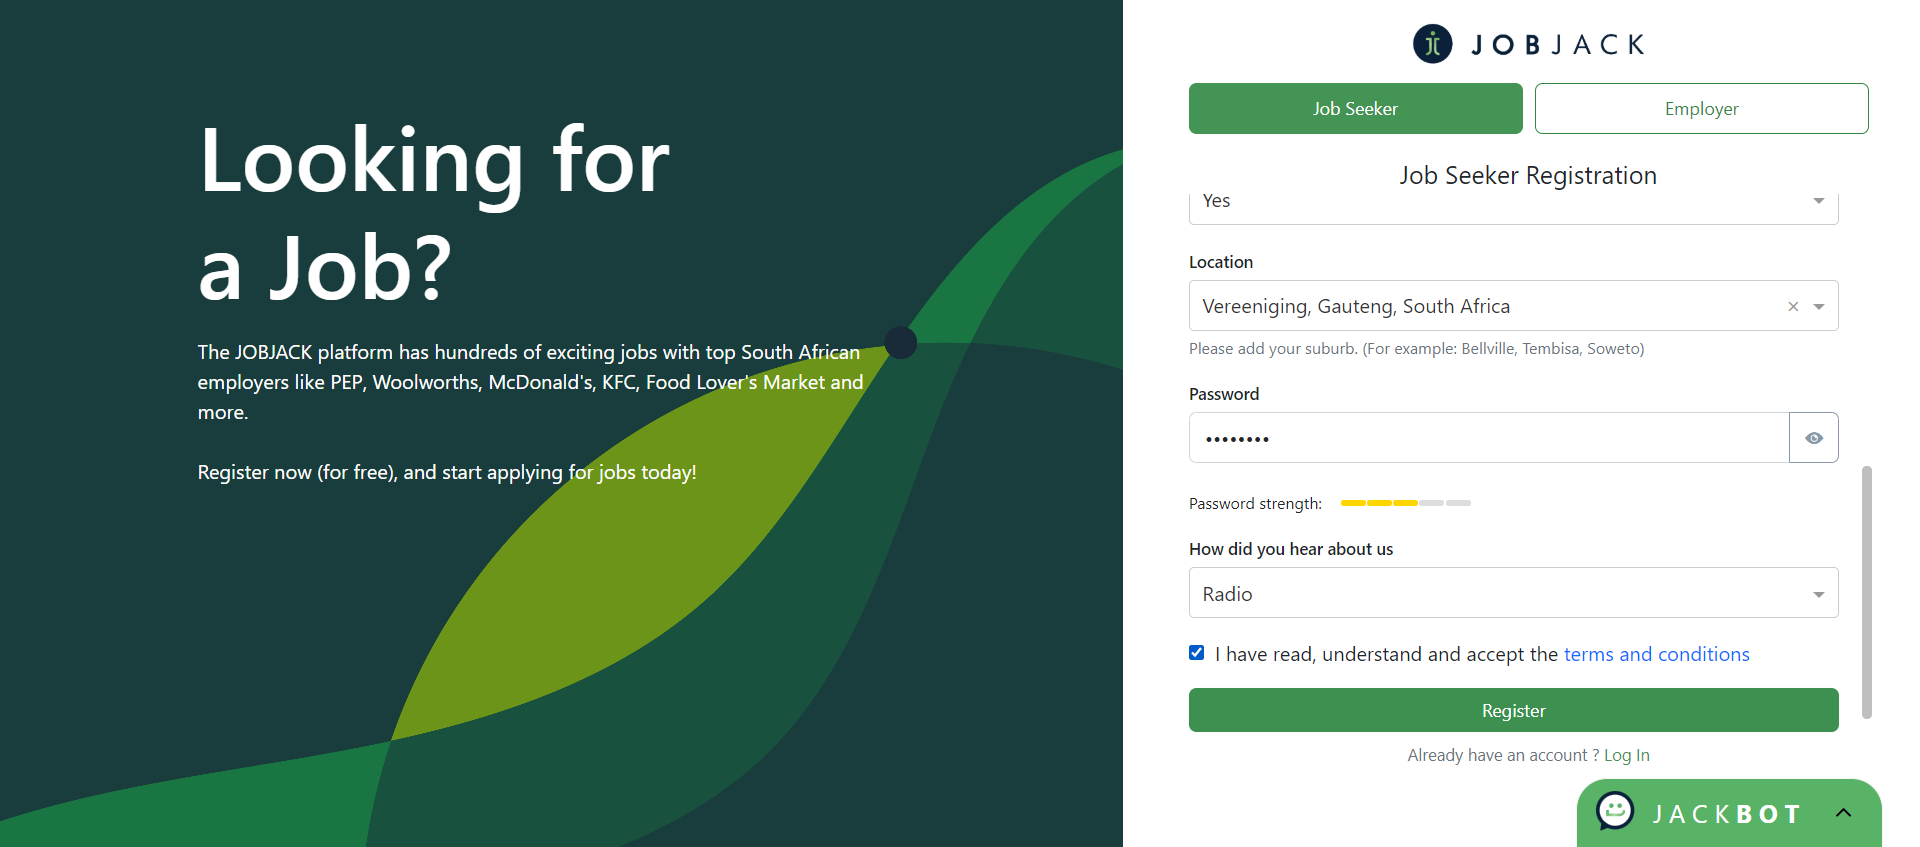 Looking for
a Job?
The JOBJACK platform has hundreds of exciting jobs with top South African
employers like PEP, Woolworths, McDonald's, KFC, Food Lover's Market and
more.
Register now (for free), and start applying for jobs today!
JOBJACK
Job Seeker
Employer
Job Seeker Registration
Yes
Location
Vereeniging, Gauteng, South Africa
Please add your suburb. (For example: Bellville, Tembisa, Soweto)
Password
••••••••
Password strength:
How did you hear about us
Radio
I have read, understand and accept the terms and conditions
Register
Already have an account ? Log In
JACKBOT